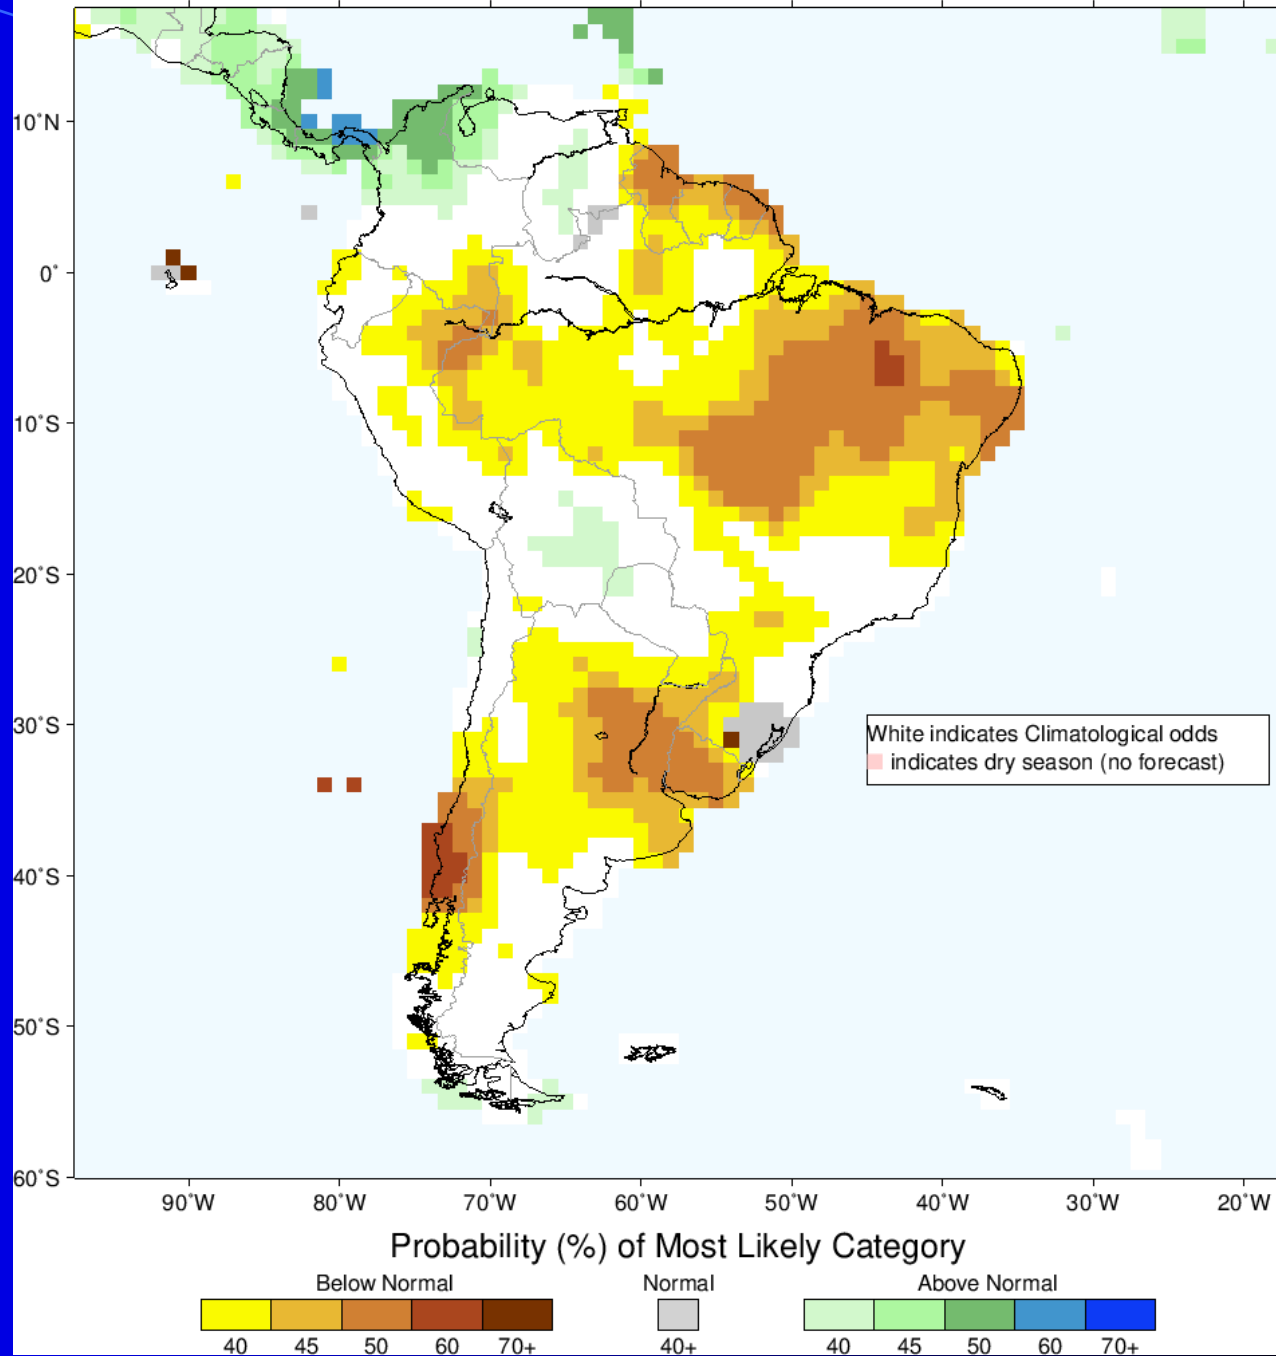 10°N
0°
10°S
20°S
30°S
40°S
50°S
60°S
White indicates Climatological odds
indicates dry season (no forecast)
90°W 80°W 70°W 60°W 50°W 40°W 30°W 20°W
Probability (%) of Most Likely Category
Below Normal Normal Above Normal
40 45 50 60 70+ 40+ 40 45 50 60 70+